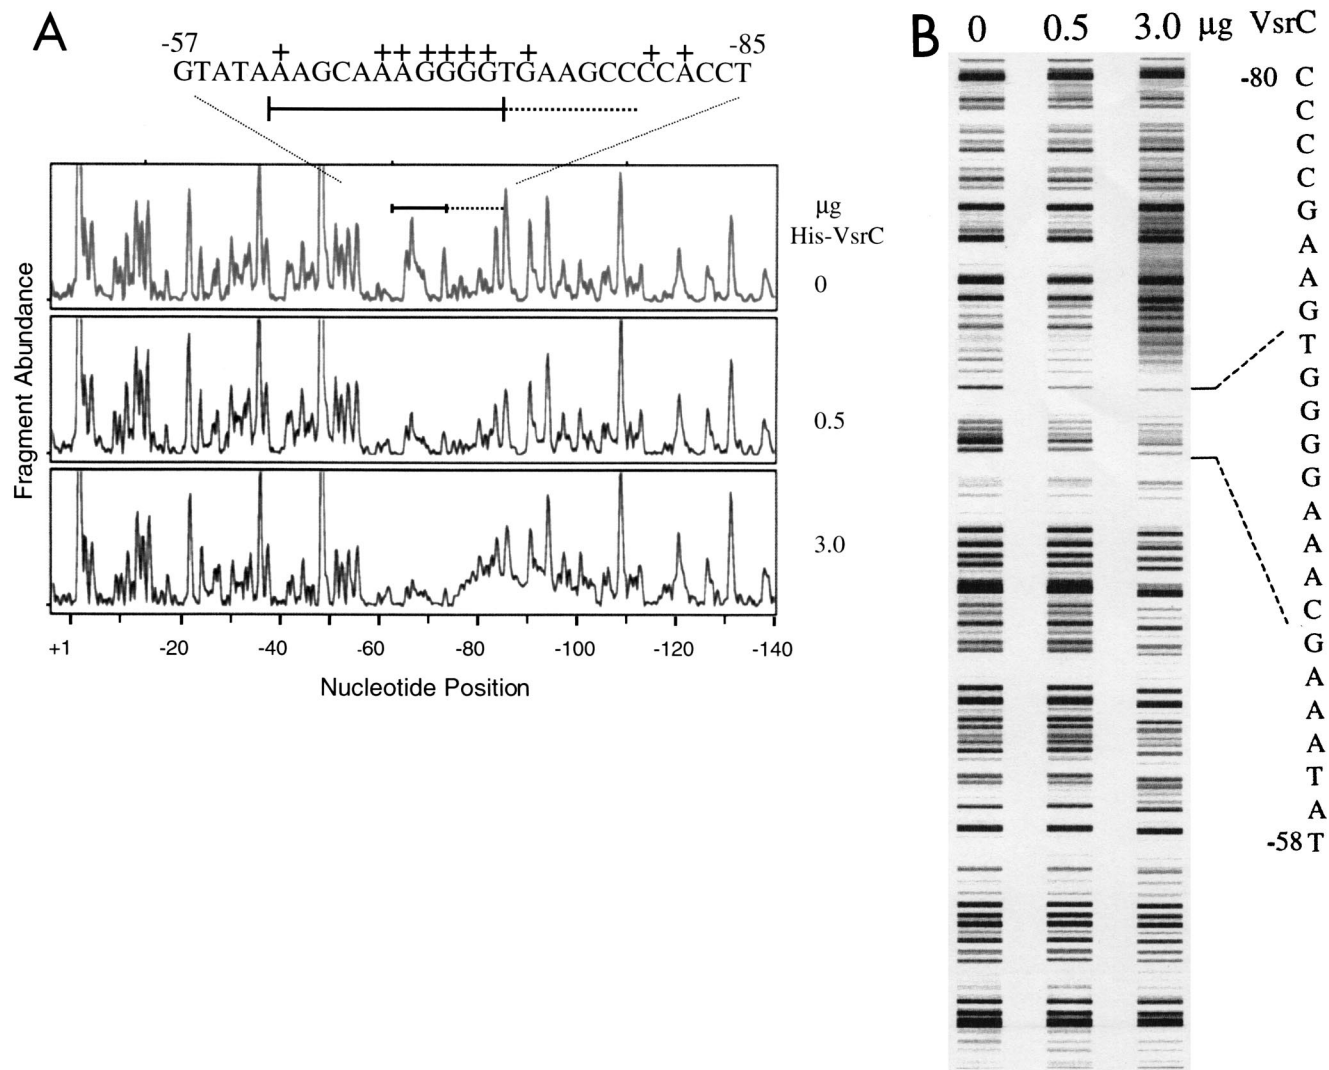 A
-57 + + + + + + + + + + -85
GTATAAAGCAAAGGGGTGAAGCCCCACCT
µg
His-VsrC
0
0.5
3.0
Fragment Abundance
+1 -20 -40 -60 -80 -100 -120 -140
Nucleotide Position
B
0 0.5 3.0 µg VsrC
-80 C
C
C
C
G
A
A
G
T
G
G
G
G
A
A
A
C
G
A
A
A
T
A
-58 T